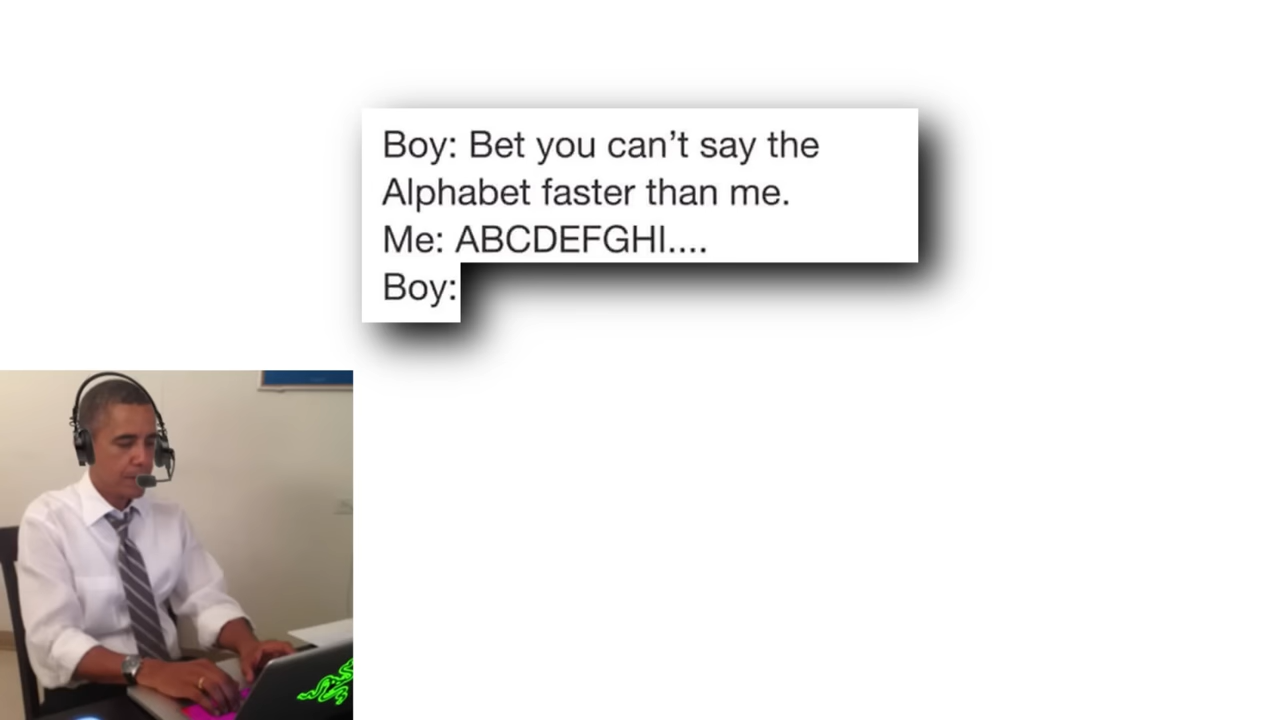 Boy: Bet you can’t say the
Alphabet faster than me.
Me: ABCDEFGHI....
Boy: